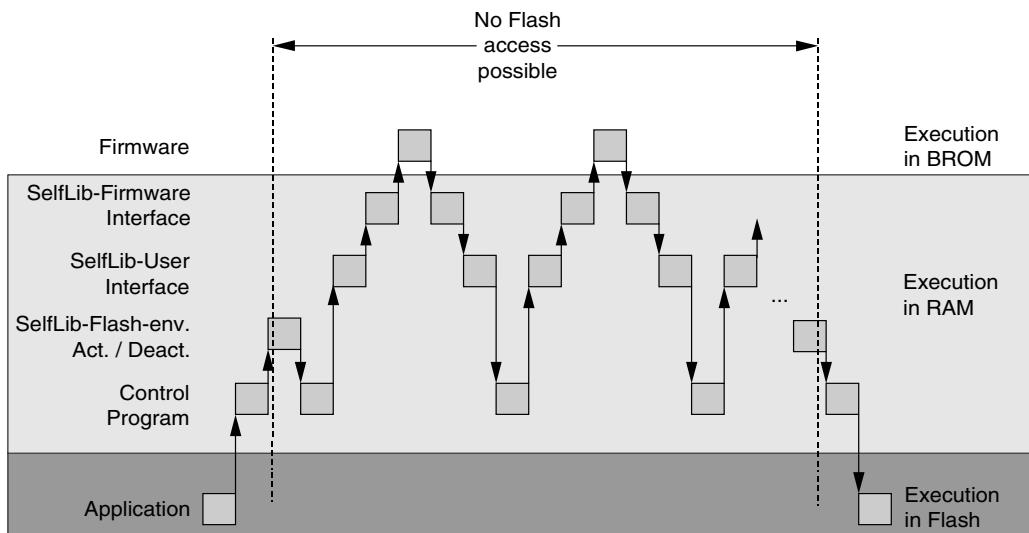 No Flash
access
possible
Firmware
Execution
in BROM
SelfLib-Firmware
Interface
SelfLib-User
Interface
Execution
in RAM
...
SelfLib-Flash-env.
Act. / Deact.
Control
Program
Application
Execution
in Flash